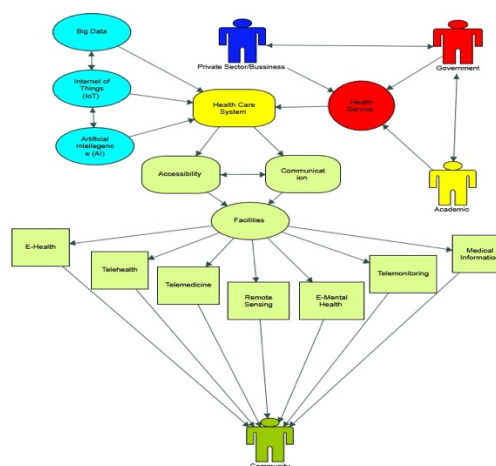 Big Data
Private Sector/Bussiness
Government
Internet of
Things
(IoT)
Health Care
System
Health
Service
Artificial
Intellegenc
e (AI)
Academic
Accessibility
Communicat
ion
Facilities
E-Health
Telehealth
Telemedicine
Remote
Sensing
E-Mental
Health
Telemonitoring
Medical
Information
Community